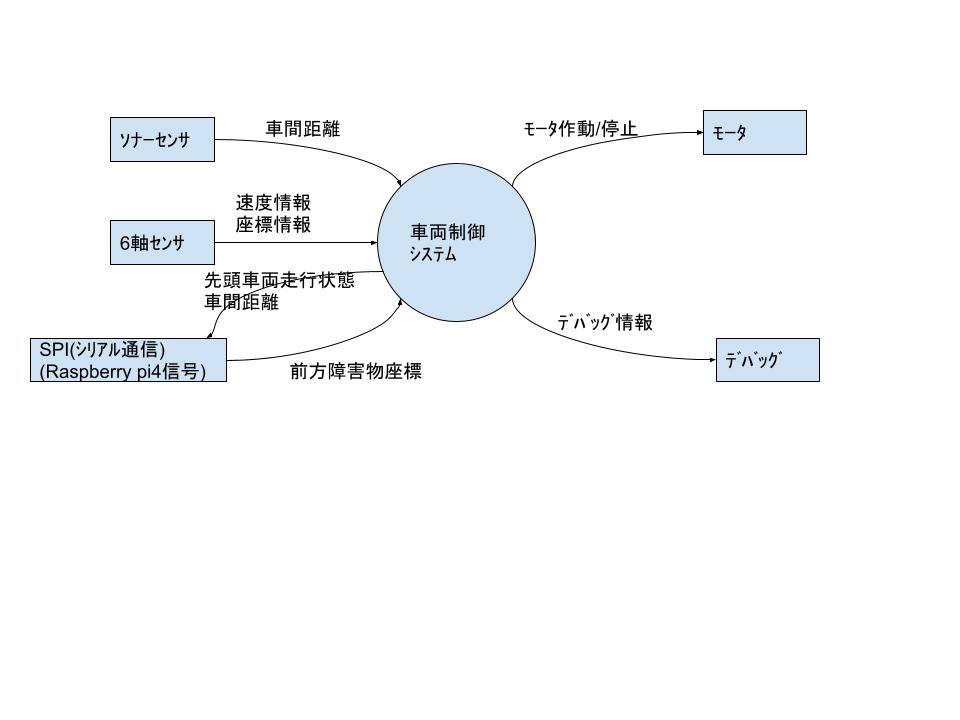 ｿﾅｰｾﾝｻ
車間距離
ﾓｰﾀ作動/停止
ﾓｰﾀ
6軸ｾﾝｻ
速度情報
座標情報
車両制御
ｼｽﾃﾑ
先頭車両走行状態
車間距離
SPI(ｼﾘｱﾙ通信)
(Raspberry pi4信号)
前方障害物座標
ﾃﾞﾊﾞｯｸﾞ情報
ﾃﾞﾊﾞｯｸﾞ